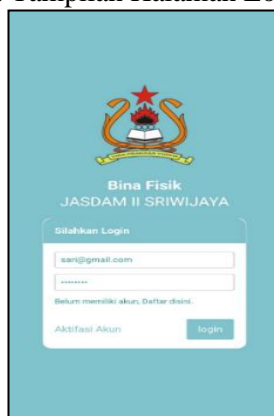 Bina Fisik
JASDAM II SRIWIJAYA
Silahkan Login
sari@gmail.com
********
Belum memiliki akun, Daftar disini.
Aktifasi Akun
login